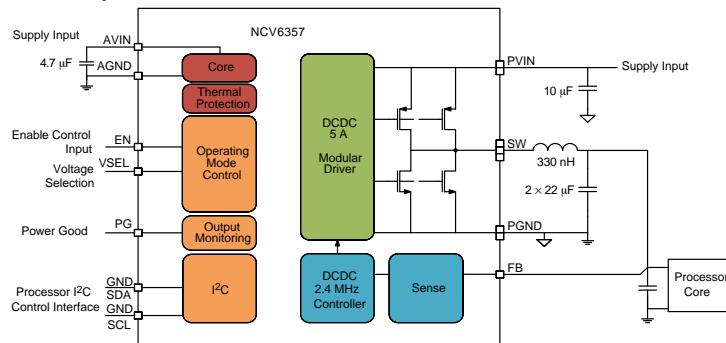 NCV6357
Supply Input
AVIN
4.7 μF
AGND
Core
Thermal
Protection
Enable Control
Input
EN
VSEL
Voltage
Selection
Operating
Mode
Control
Power Good
PG
Output
Monitoring
Processor I²C
Control Interface
GND
SDA
GND
SCL
I²C
DCDC
5 A
Modular
Driver
DCDC
2.4 MHz
Controller
Sense
PVIN
Supply Input
10 μF
SW
330 nH
2 × 22 μF
PGND
FB
Processor
Core